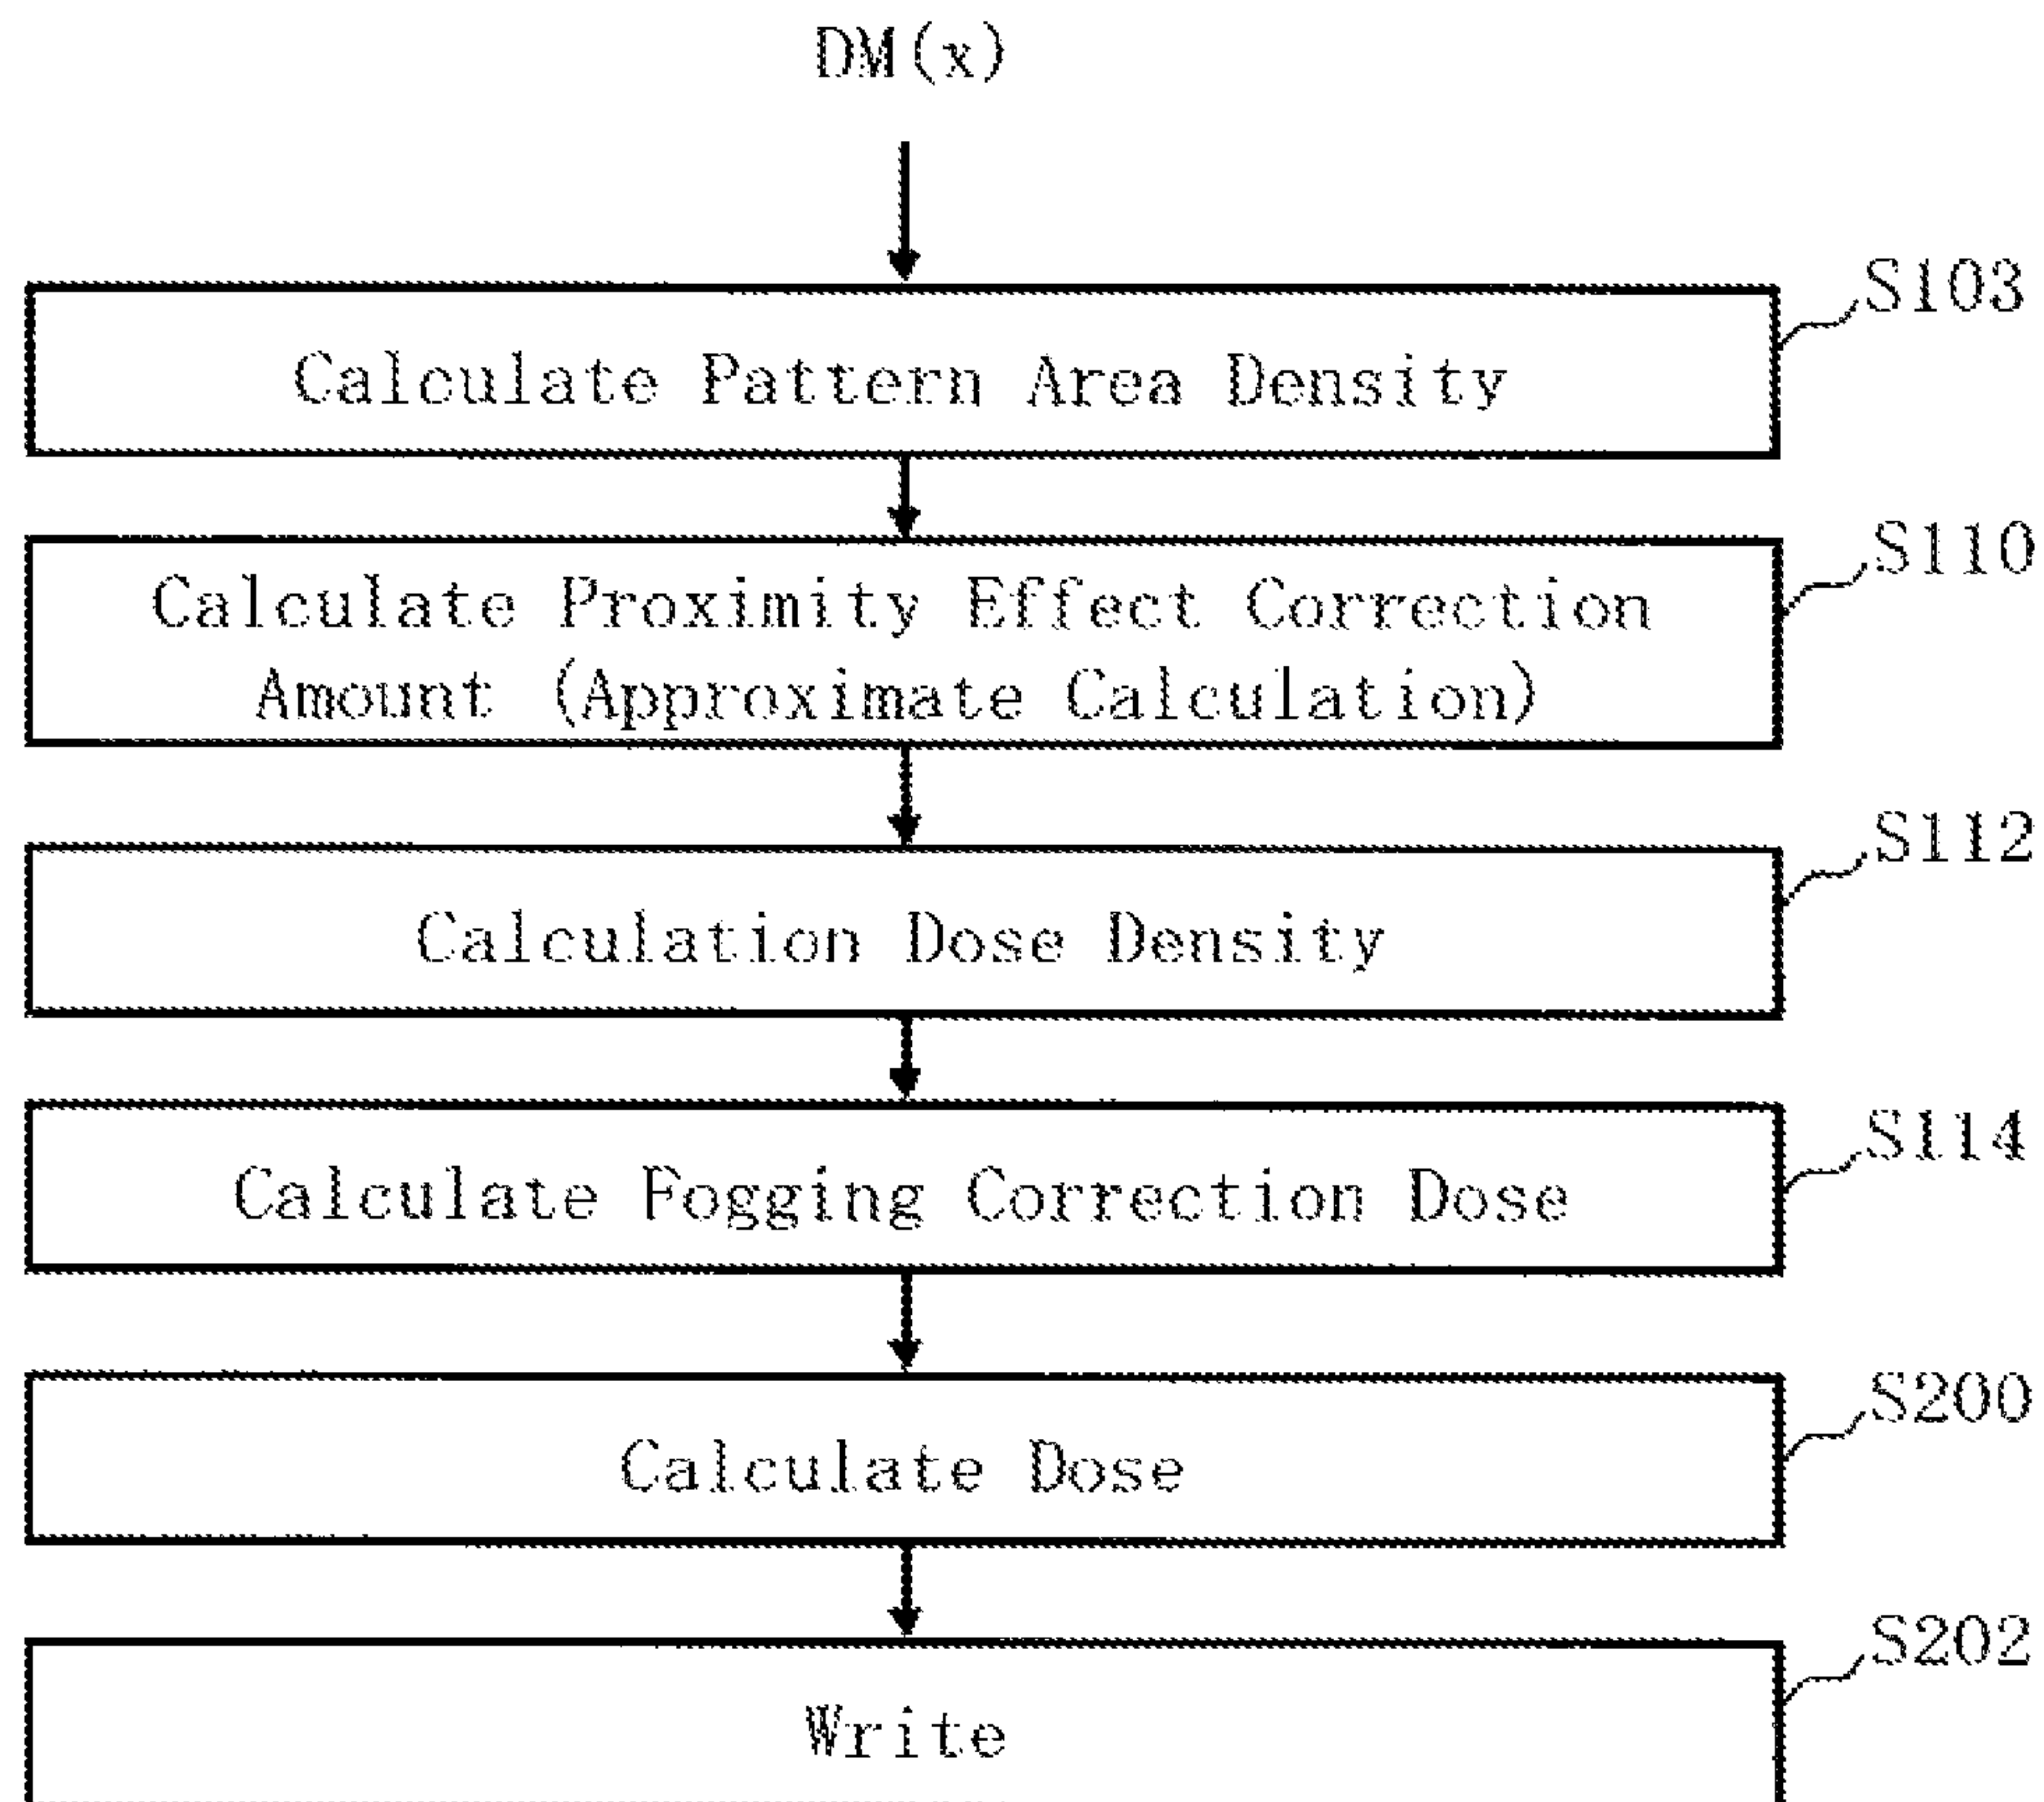 DM(x)
S103
Calculate Pattern Area Density
S110
Calculate Proximity Effect Correction
Amount (Approximate Calculation)
S112
Calculation Dose Density
S114
Calculate Fogging Correction Dose
S200
Calculate Dose
S202
Write